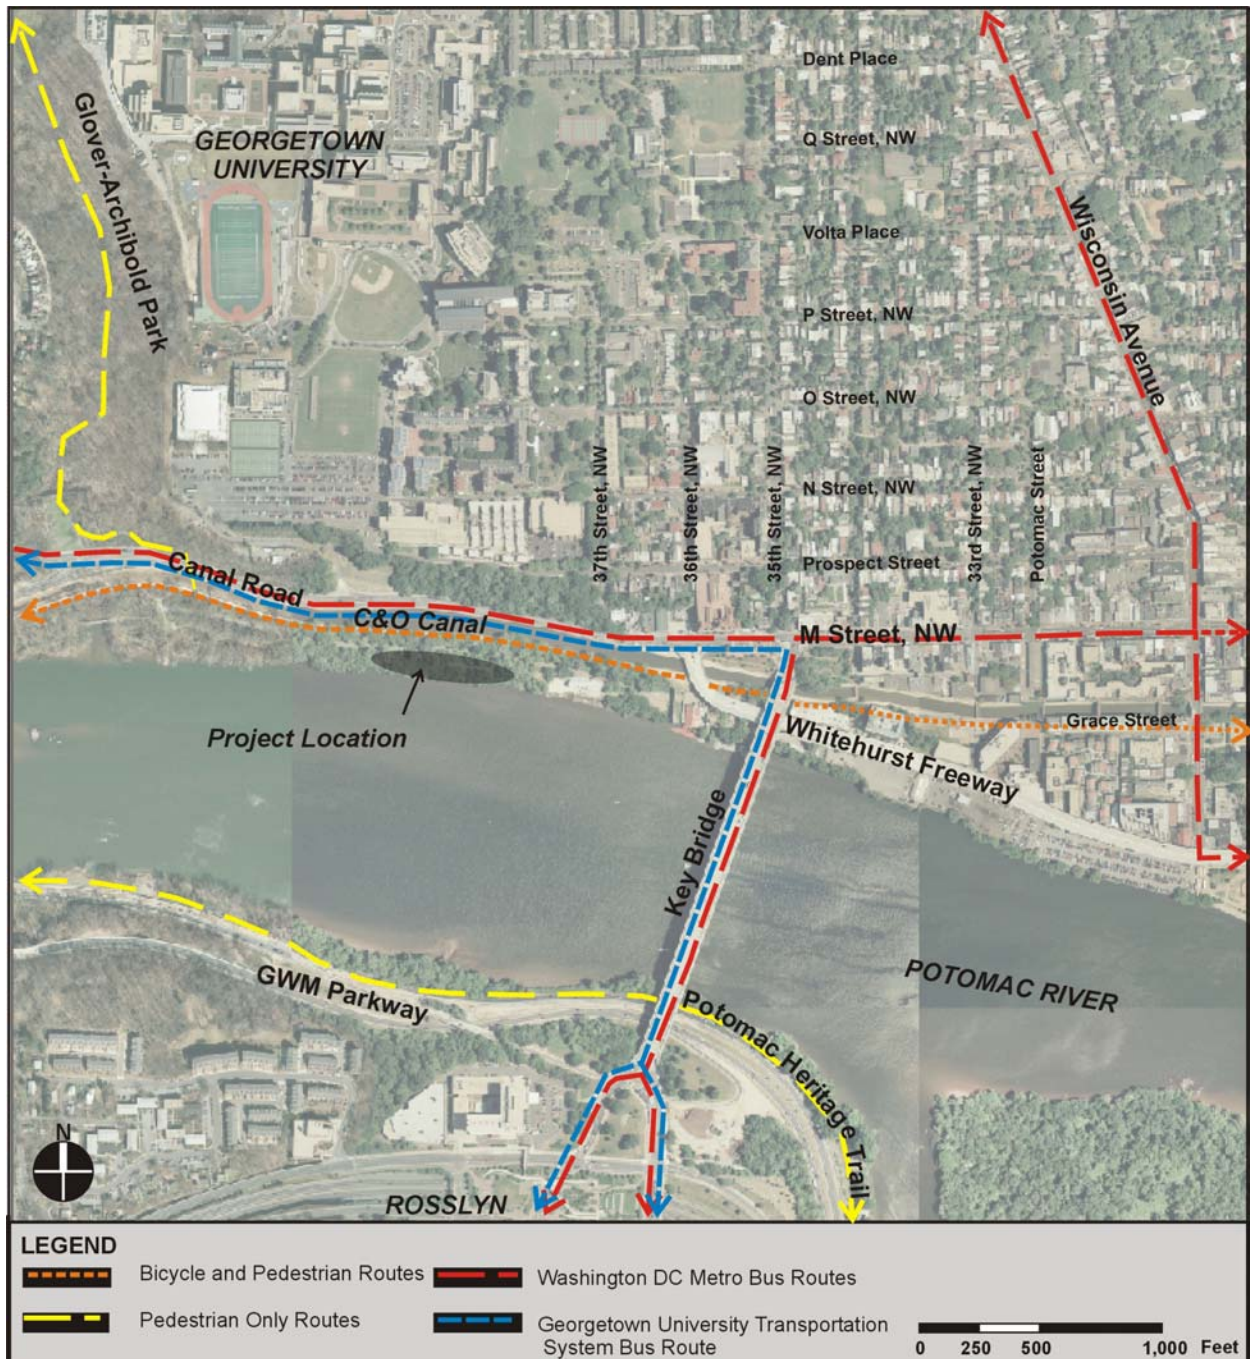 Dent Place
GEORGETOWN
UNIVERSITY
Q Street, NW
Glover-Archibold Park
Wisconsin Avenue
Volta Place
P Street, NW
O Street, NW
37th Street, NW
36th Street, NW
35th Street, NW
N Street, NW
33rd Street, NW
Potomac Street
Prospect Street
Canal Road
C&O Canal
M Street, NW
Project Location
Grace Street
Whitehurst Freeway
Key Bridge
POTOMAC RIVER
GWM Parkway
Potomac Heritage Trail
N
ROSSLYN
LEGEND
Bicycle and Pedestrian Routes
Washington DC Metro Bus Routes
Pedestrian Only Routes
Georgetown University Transportation
System Bus Route
0 250 500 1,000 Feet